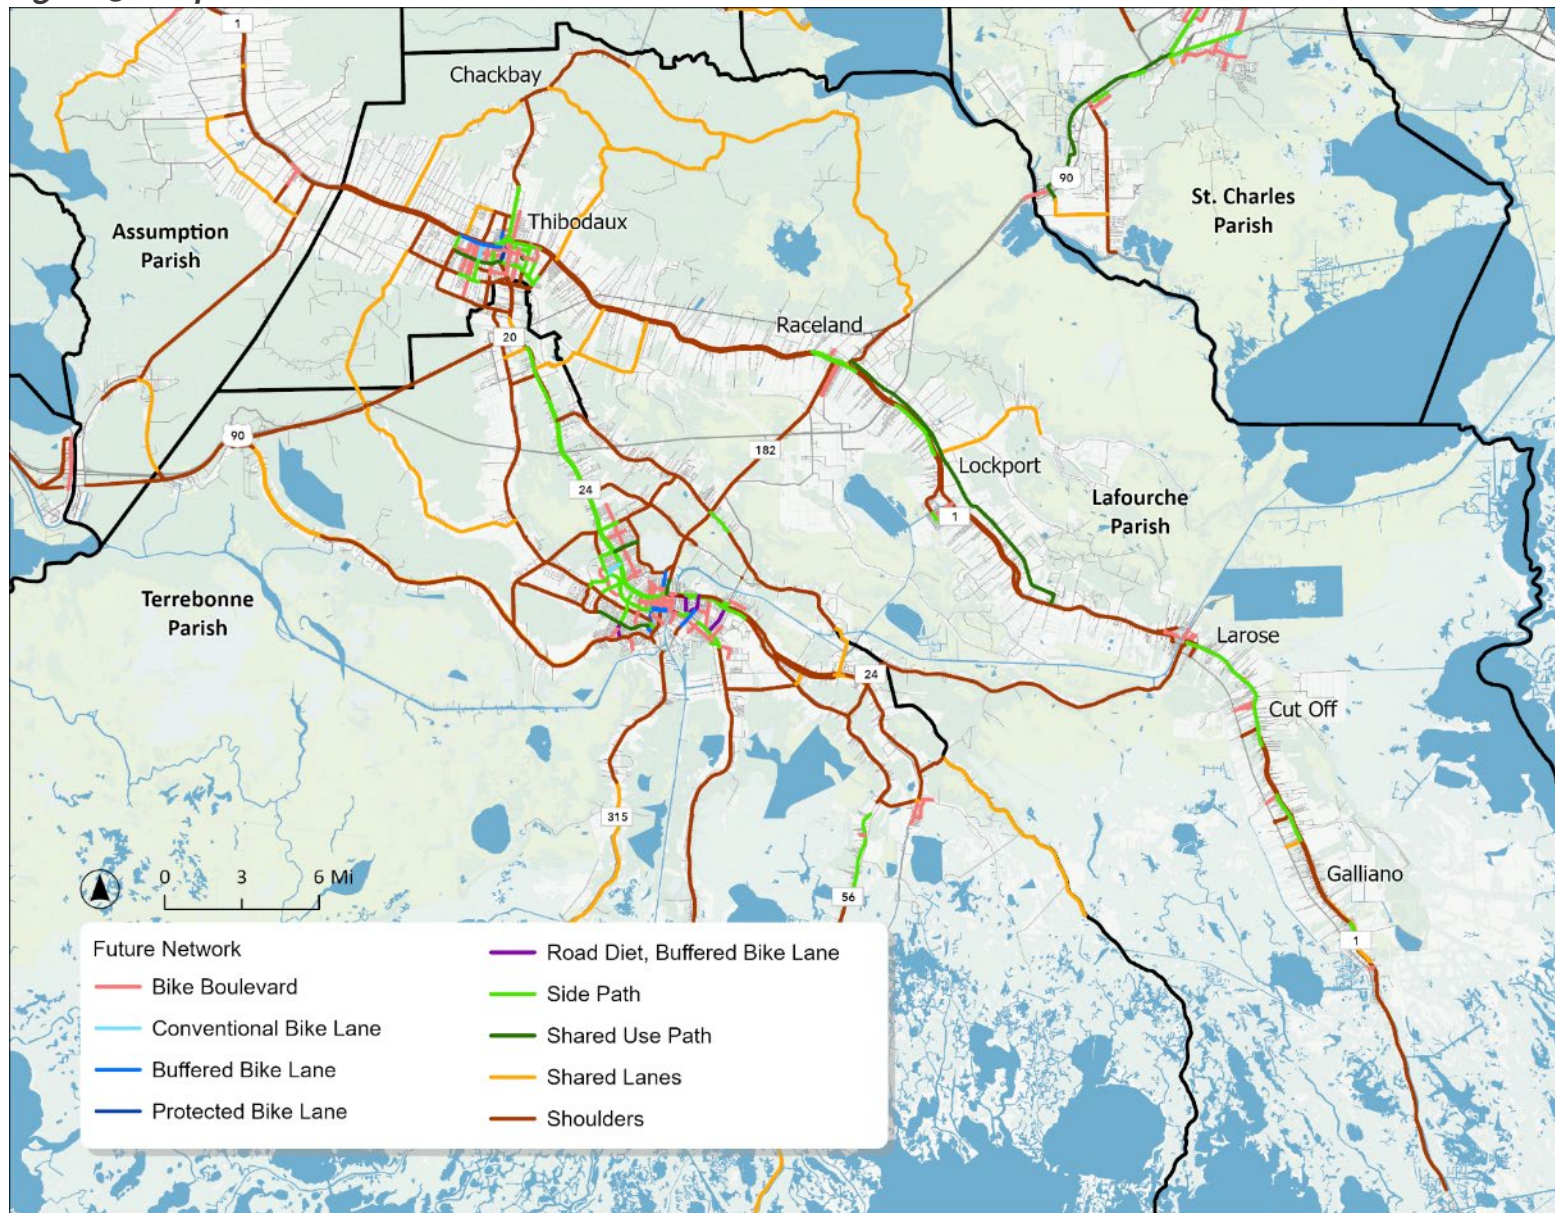 1
Chackbay
90
St. Charles
Parish
Assumption
Parish
Thibodaux
Raceland
20
90
182
Lockport
24
Lafourche
Parish
1
Terrebonne
Parish
Larose
24
Cut Off
315
0 3 6 Mi
Galliano
56
1
Future Network
Bike Boulevard
Conventional Bike Lane
Buffered Bike Lane
Protected Bike Lane
Road Diet, Buffered Bike Lane
Side Path
Shared Use Path
Shared Lanes
Shoulders